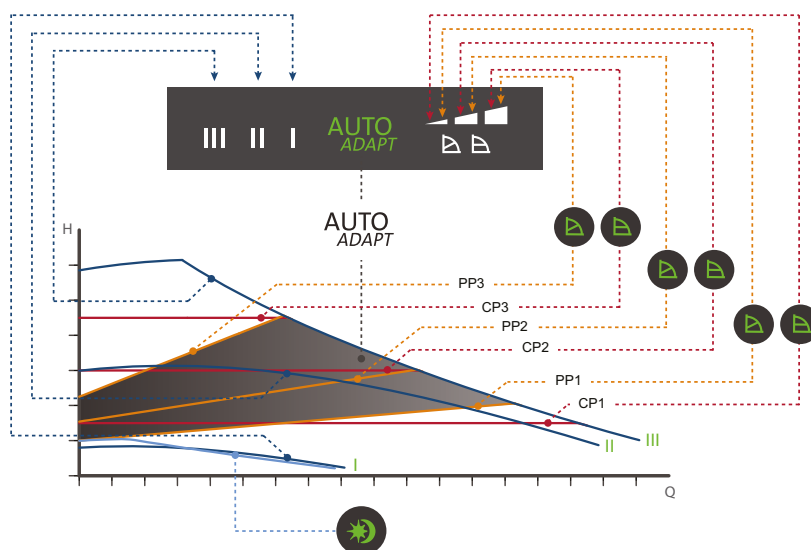 III II I AUTO
ADAPT
AUTO
ADAPT
H
PP3
CP3
PP2
CP2
PP1
CP1
III
II
I
Q